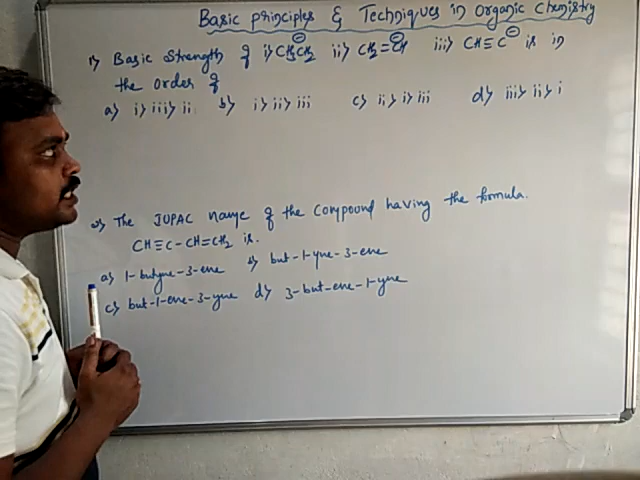 Basic principles & Techniques in Organic Chemistry
1) Basic Strength of i) CH₃CH₂⊖ ii) CH₂=CH⊖ iii) CH≡C⊖ is in
the order of
a) i > iii > ii b) i > ii > iii c) ii > i > iii d) iii > ii > i
2) The IUPAC name of the compound having the formula.
CH≡C-CH=CH₂ is.
a) 1-butyne-3-ene b) but-1-yne-3-ene
c) but-1-ene-3-yne d) 3-but-ene-1-yne